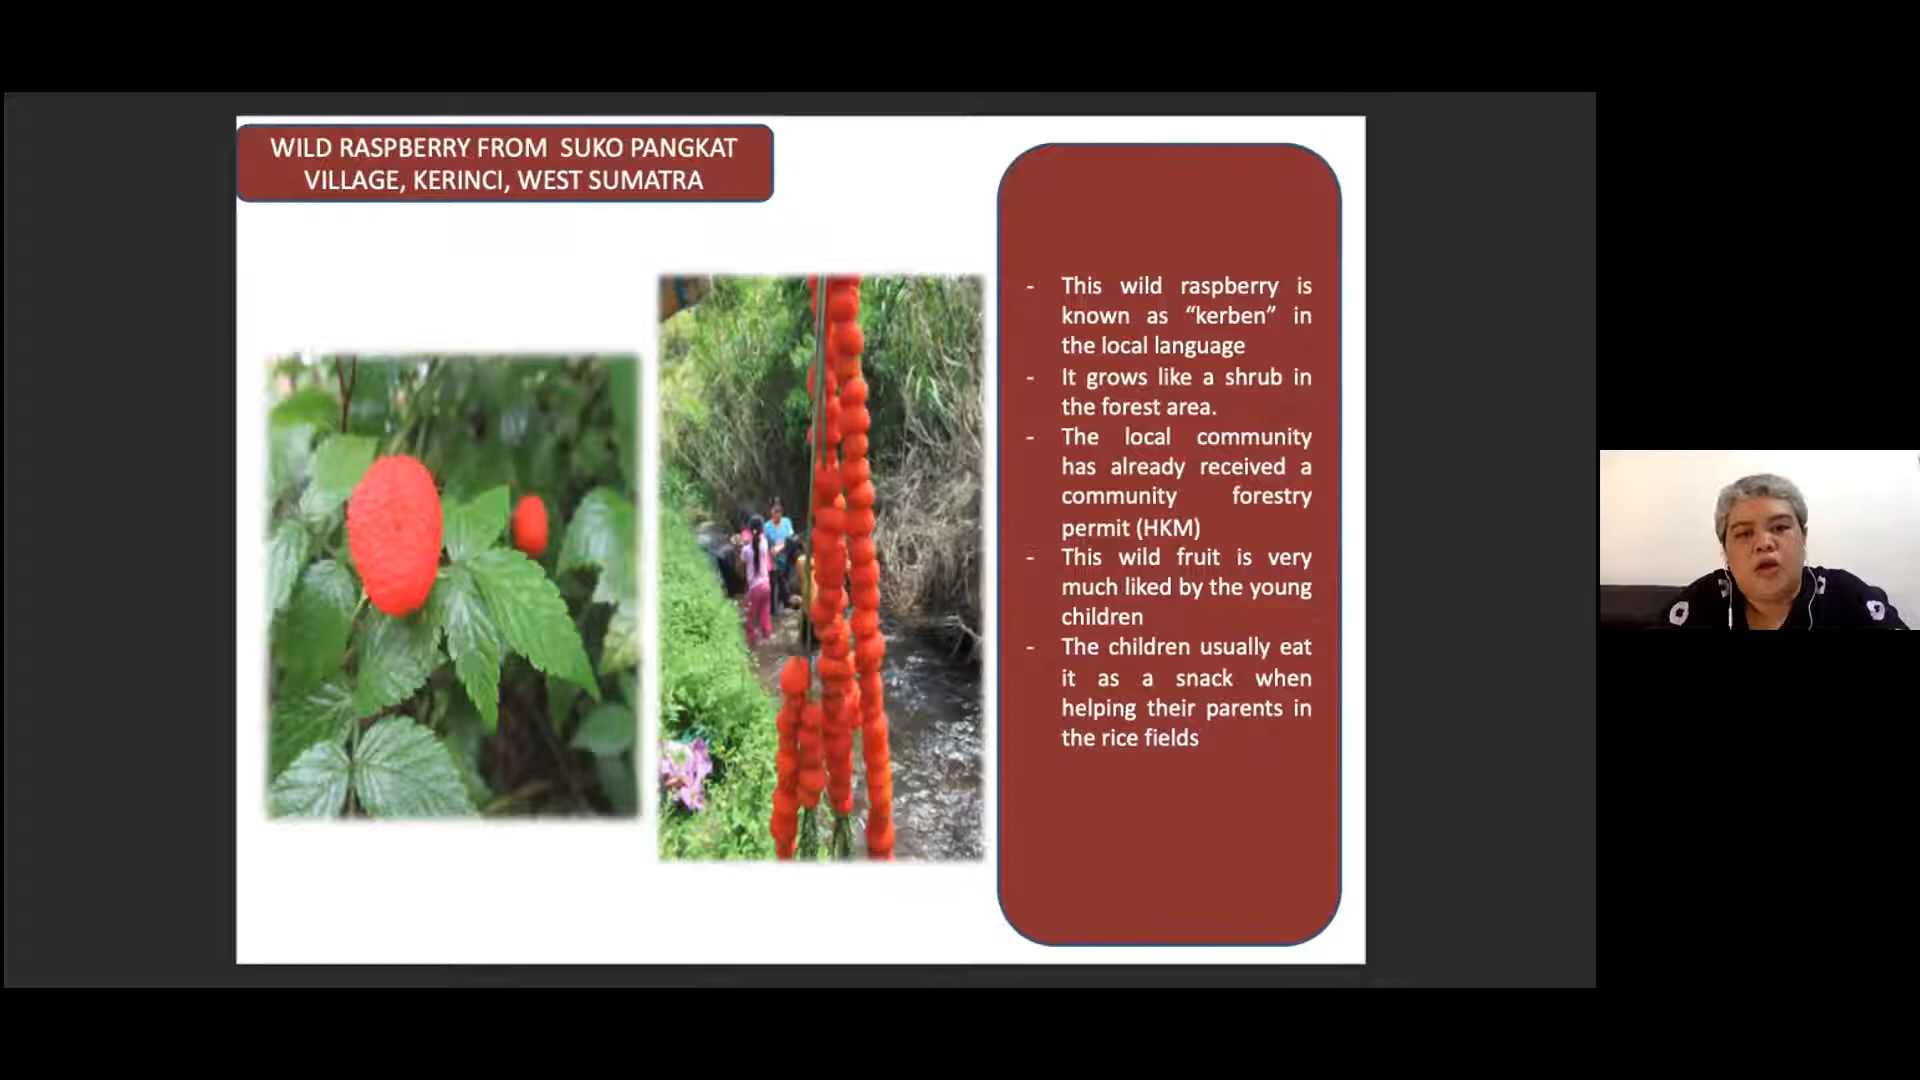 WILD RASPBERRY FROM  SUKO PANGKAT
VILLAGE, KERINCI, WEST SUMATRA
- This wild raspberry is
known as “kerben” in
the local language
- It grows like a shrub in
the forest area.
- The local community
has already received a
community forestry
permit (HKM)
- This wild fruit is very
much liked by the young
children
- The children usually eat
it as a snack when
helping their parents in
the rice fields